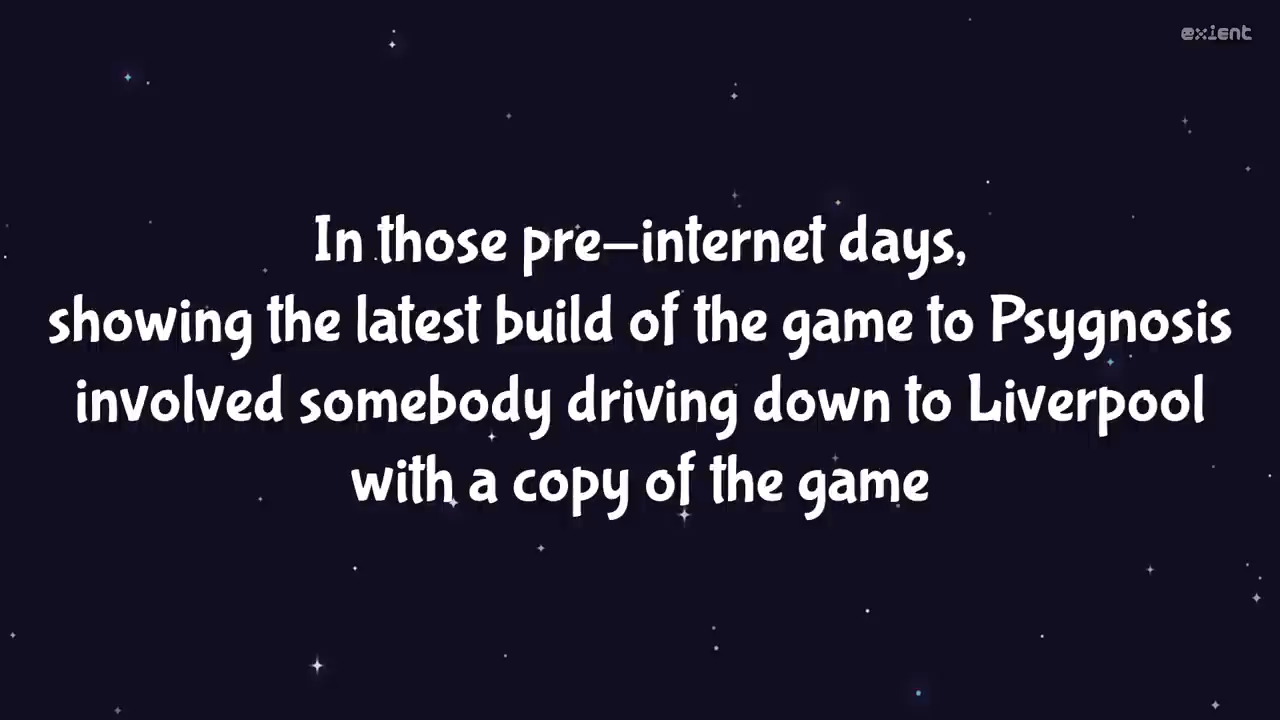 exient
In those pre-internet days,
showing the latest build of the game to Psygnosis
involved somebody driving down to Liverpool
with a copy of the game